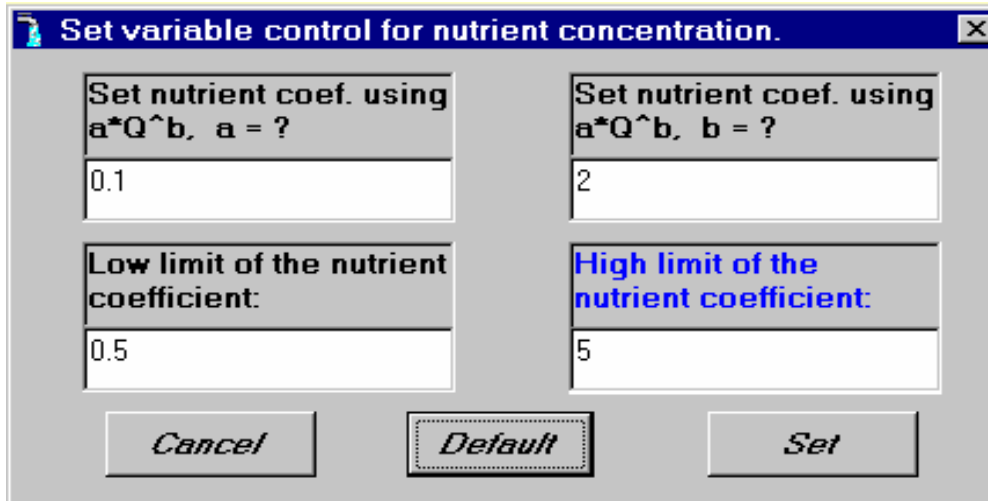 Set variable control for nutrient concentration.
Set nutrient coef. using
a*Q^b, a = ?
0.1
Set nutrient coef. using
a*Q^b, b = ?
2
Low limit of the nutrient
coefficient:
0.5
High limit of the
nutrient coefficient:
5
Cancel
Default
Set